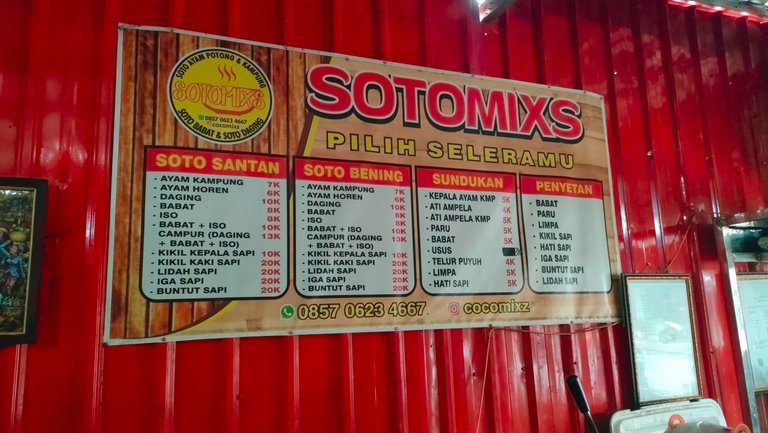 SOTO AYAM POTONG & KAMPUNG
SOTOMIXS
0857 0623 4667
cocomixz
SOTO BABAT & SOTO DAGING
SOTOMIXS
PILIH SELERAMU
SOTO SANTAN
- AYAM KAMPUNG 7K
- AYAM HOREN 6K
- DAGING 10K
- BABAT 8K
- ISO 8K
- BABAT + ISO 10K
CAMPUR (DAGING 13K
+ BABAT + ISO)
- KIKIL KEPALA SAPI 10K
- KIKIL KAKI SAPI 20K
- LIDAH SAPI 20K
- IGA SAPI 20K
- BUNTUT SAPI 20K
SOTO BENING
- AYAM KAMPUNG 7K
- AYAM HOREN 6K
- DAGING 10K
- BABAT 8K
- ISO 8K
- BABAT + ISO 10K
CAMPUR (DAGING 13K
+ BABAT + ISO)
- KIKIL KEPALA SAPI 10K
- KIKIL KAKI SAPI 20K
- LIDAH SAPI 20K
- IGA SAPI 20K
- BUNTUT SAPI 20K
SUNDUKAN
- KEPALA AYAM KMP 5K
- ATI AMPELA 4K
- ATI AMPELA KMP 5K
- PARU 5K
- BABAT 5K
- USUS
- TELUR PUYUH 4K
- LIMPA 5K
- HATI SAPI 5K
PENYETAN
- BABAT
- PARU
- LIMPA
- KIKIL SAPI
- HATI SAPI
- IGA SAPI
- BUNTUT SAPI
- LIDAH SAPI
0857 0623 4667
cocomixz